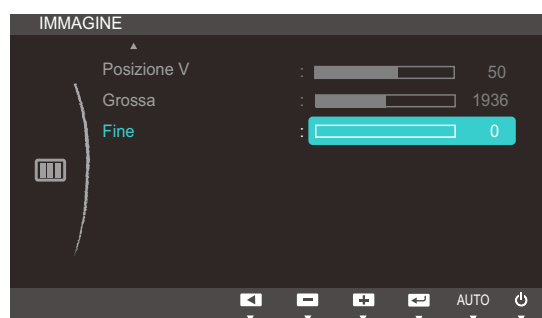 IMMAGINE
Posizione V : 50
Grossa : 1936
Fine : 0
AUTO